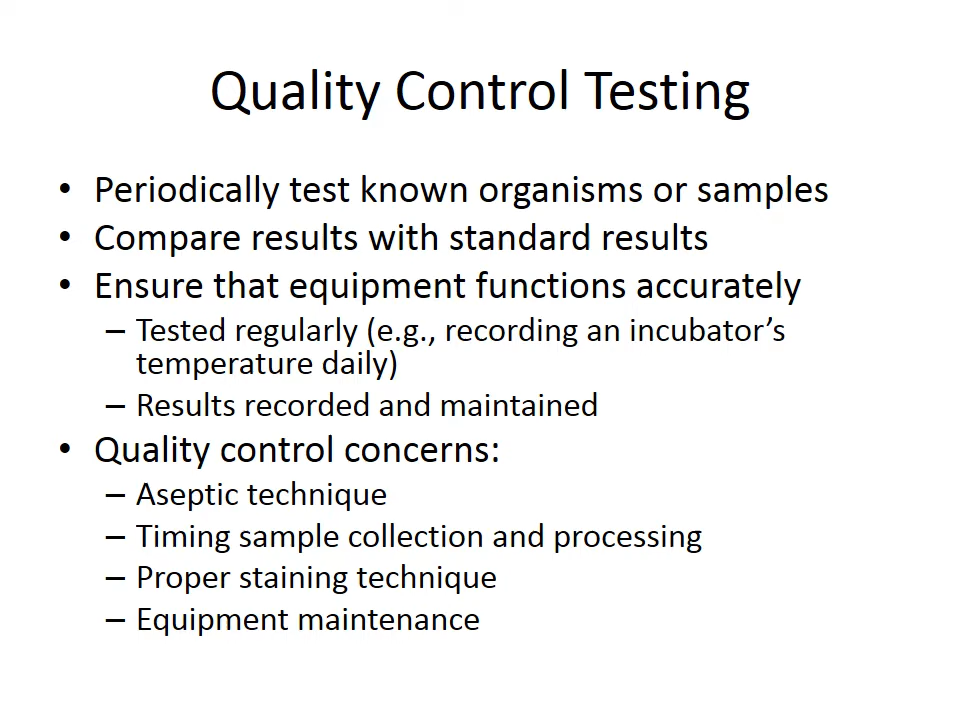 Quality Control Testing
• Periodically test known organisms or samples
• Compare results with standard results
• Ensure that equipment functions accurately
– Tested regularly (e.g., recording an incubator’s
temperature daily)
– Results recorded and maintained
• Quality control concerns:
– Aseptic technique
– Timing sample collection and processing
– Proper staining technique
– Equipment maintenance